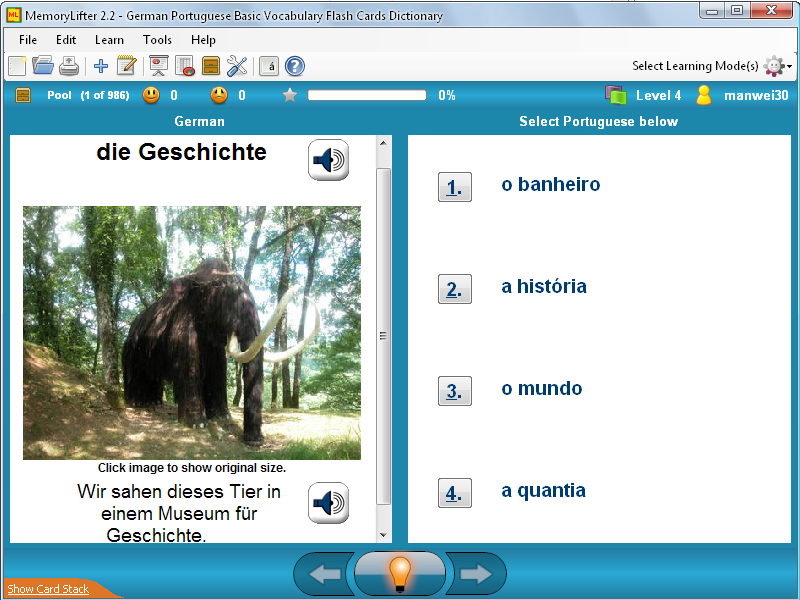 MemoryLifter 2.2 - German Portuguese Basic Vocabulary Flash Cards Dictionary
File Edit Learn Tools Help
á ? Select Learning Mode(s)
Pool (1 of 986) 0 0 0% Level 4 manwei30
German Select Portuguese below
die Geschichte
Click image to show original size.
Wir sahen dieses Tier in
einem Museum für
Geschichte.
1. o banheiro
2. a história
3. o mundo
4. a quantia
Show Card Stack